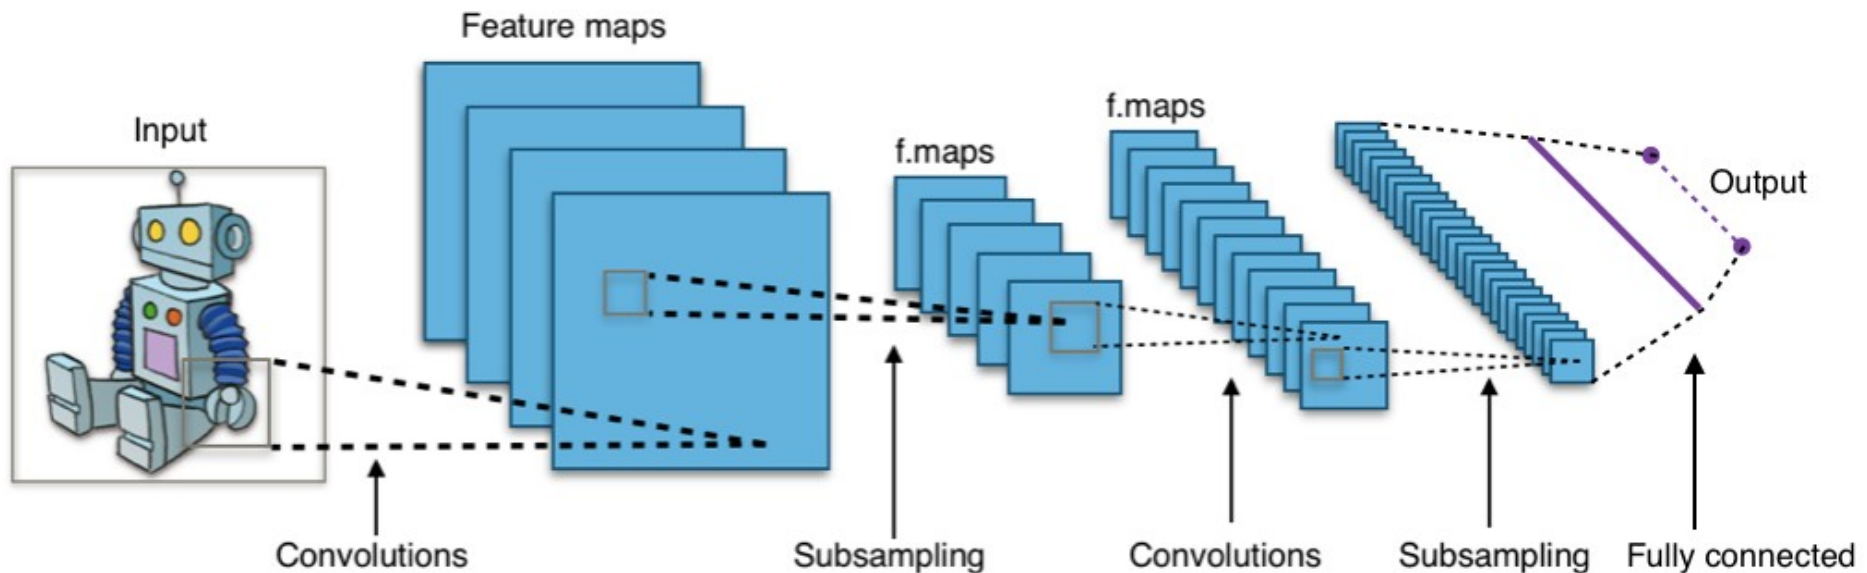 Feature maps
f.maps
Input
f.maps
Output
Convolutions
Subsampling
Convolutions
Subsampling
Fully connected